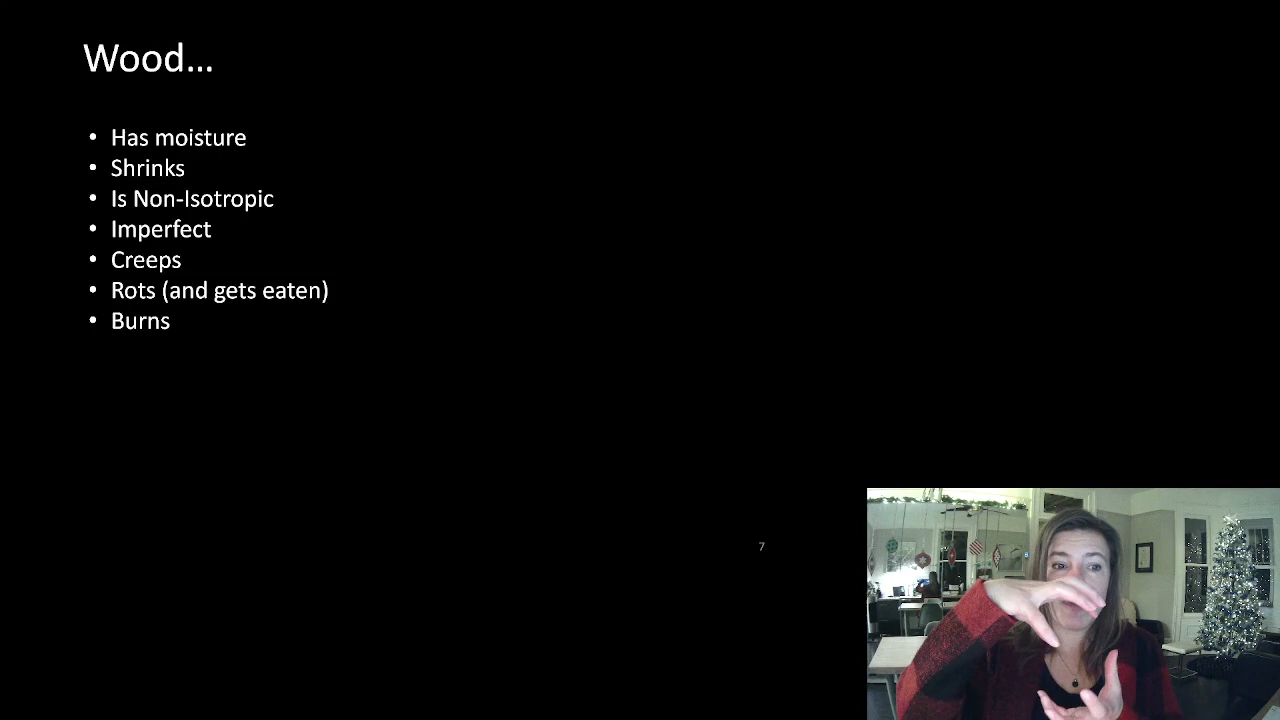 Wood…
• Has moisture
• Shrinks
• Is Non-Isotropic
• Imperfect
• Creeps
• Rots (and gets eaten)
• Burns
7